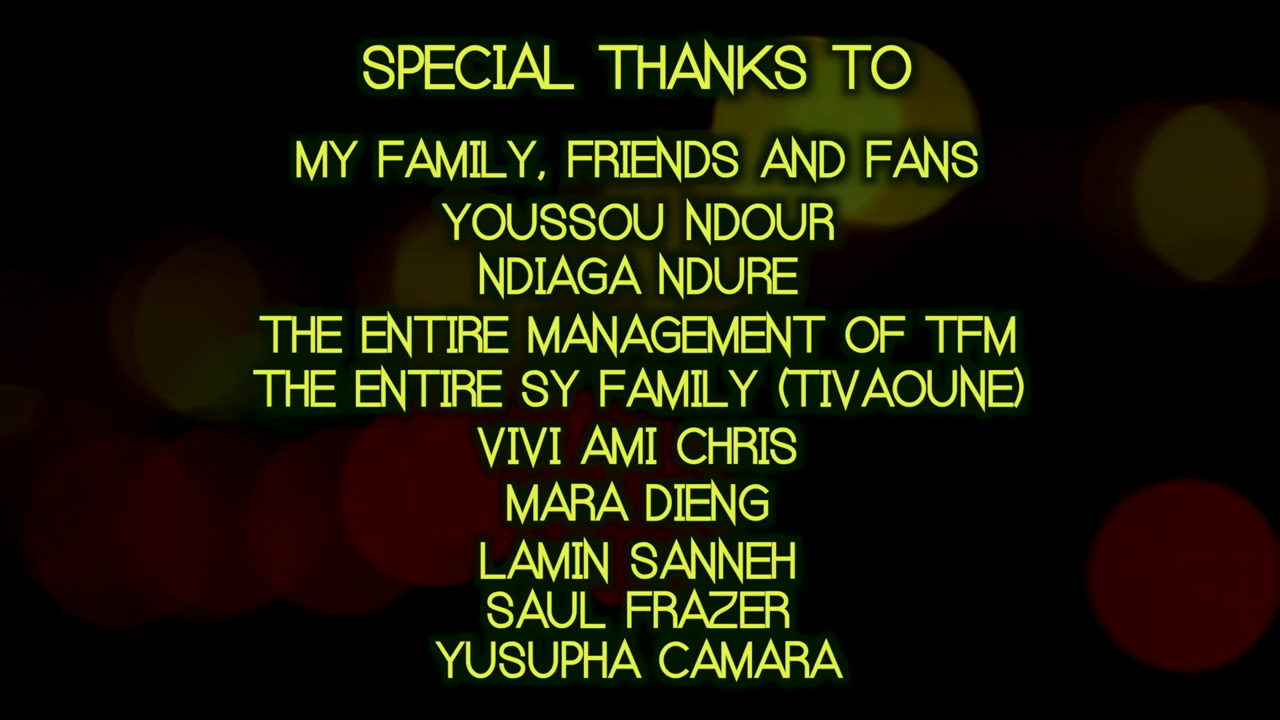 SPECIAL THANKS TO
MY FAMILY, FRIENDS AND FANS
YOUSSOU NDOUR
NDIAGA NDURE
THE ENTIRE MANAGEMENT OF TFM
THE ENTIRE SY FAMILY (TIVAOUNE)
VIVI AMI CHRIS
MARA DIENG
LAMIN SANNEH
SAUL FRAZER
YUSUPHA CAMARA